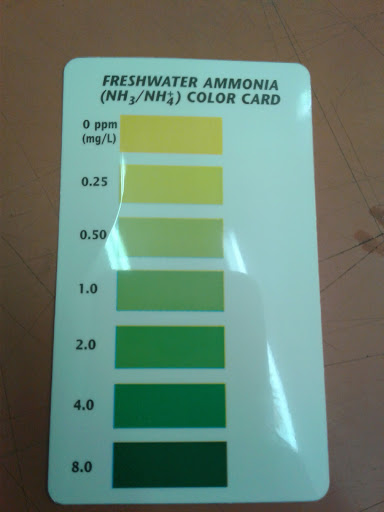 FRESHWATER AMMONIA
(NH₃/NH₄⁺) COLOR CARD
0 ppm
(mg/L)
0.25
0.50
1.0
2.0
4.0
8.0